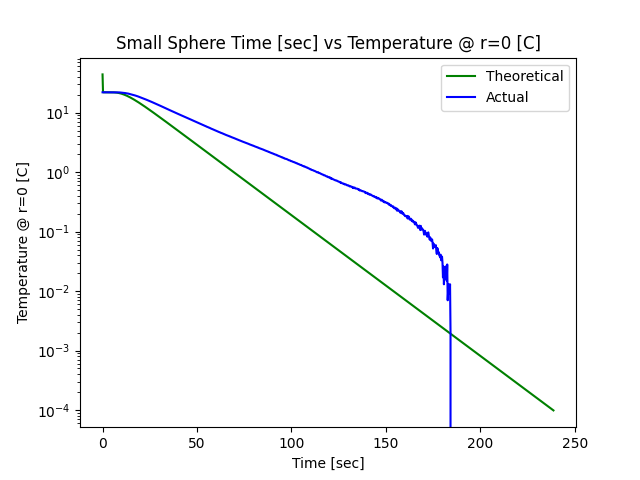 Small Sphere Time [sec] vs Temperature @ r=0 [C]
Theoretical
Actual
Temperature @ r=0 [C]
10¹
10⁰
10⁻¹
10⁻²
10⁻³
10⁻⁴
0 50 100 150 200 250
Time [sec]